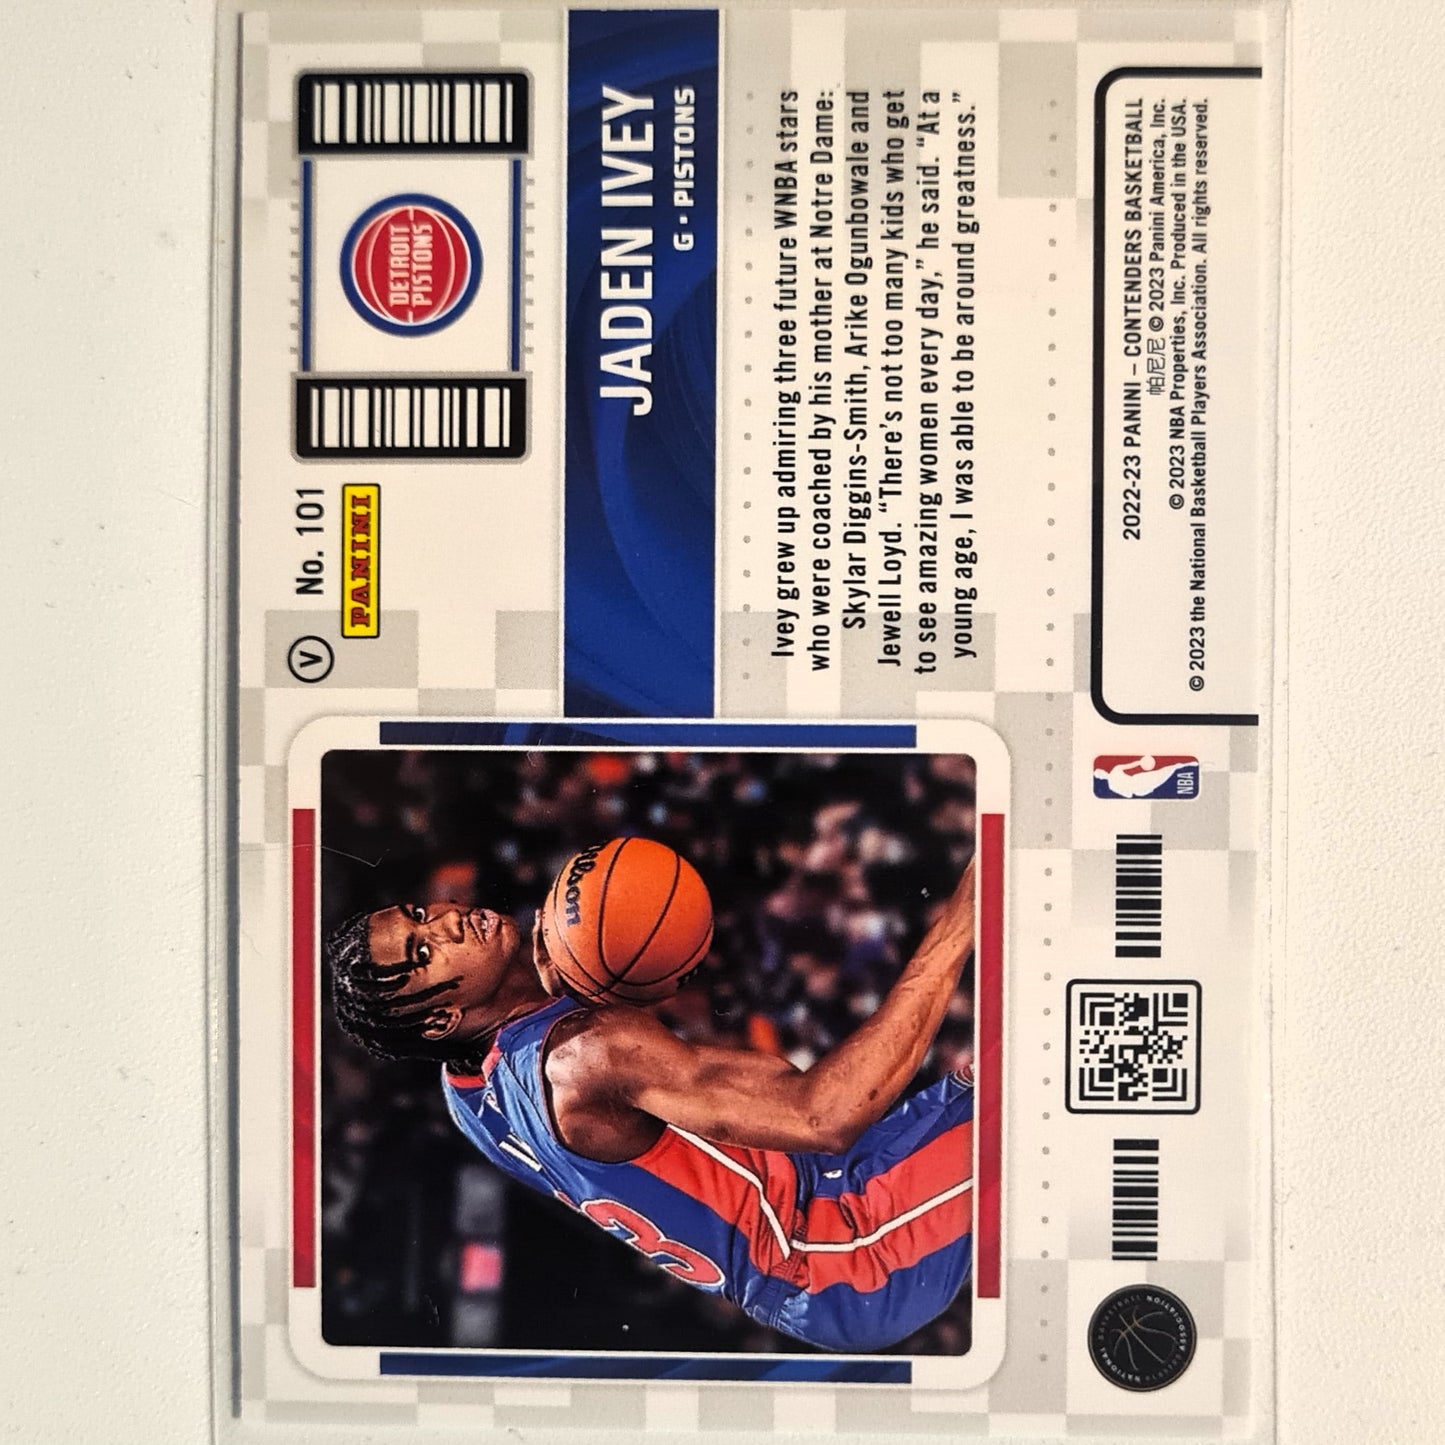 DETROIT
PISTONS
No. 101
V
PANINI
JADEN IVEY
G • PISTONS
Ivey grew up admiring three future WNBA stars
who were coached by his mother at Notre Dame:
Skylar Diggins-Smith, Arike Ogunbowale and
Jewell Loyd. “There’s not too many kids who get
to see amazing women every day,” he said. “At a
young age, I was able to be around greatness.”
Wilson
2022-23 PANINI – CONTENDERS BASKETBALL
帕尼尼 © 2023 Panini America, Inc.
© 2023 NBA Properties, Inc. Produced in the USA.
© 2023 the National Basketball Players Association. All rights reserved.
NBA
NATIONAL BASKETBALL PLAYERS ASSOCIATION